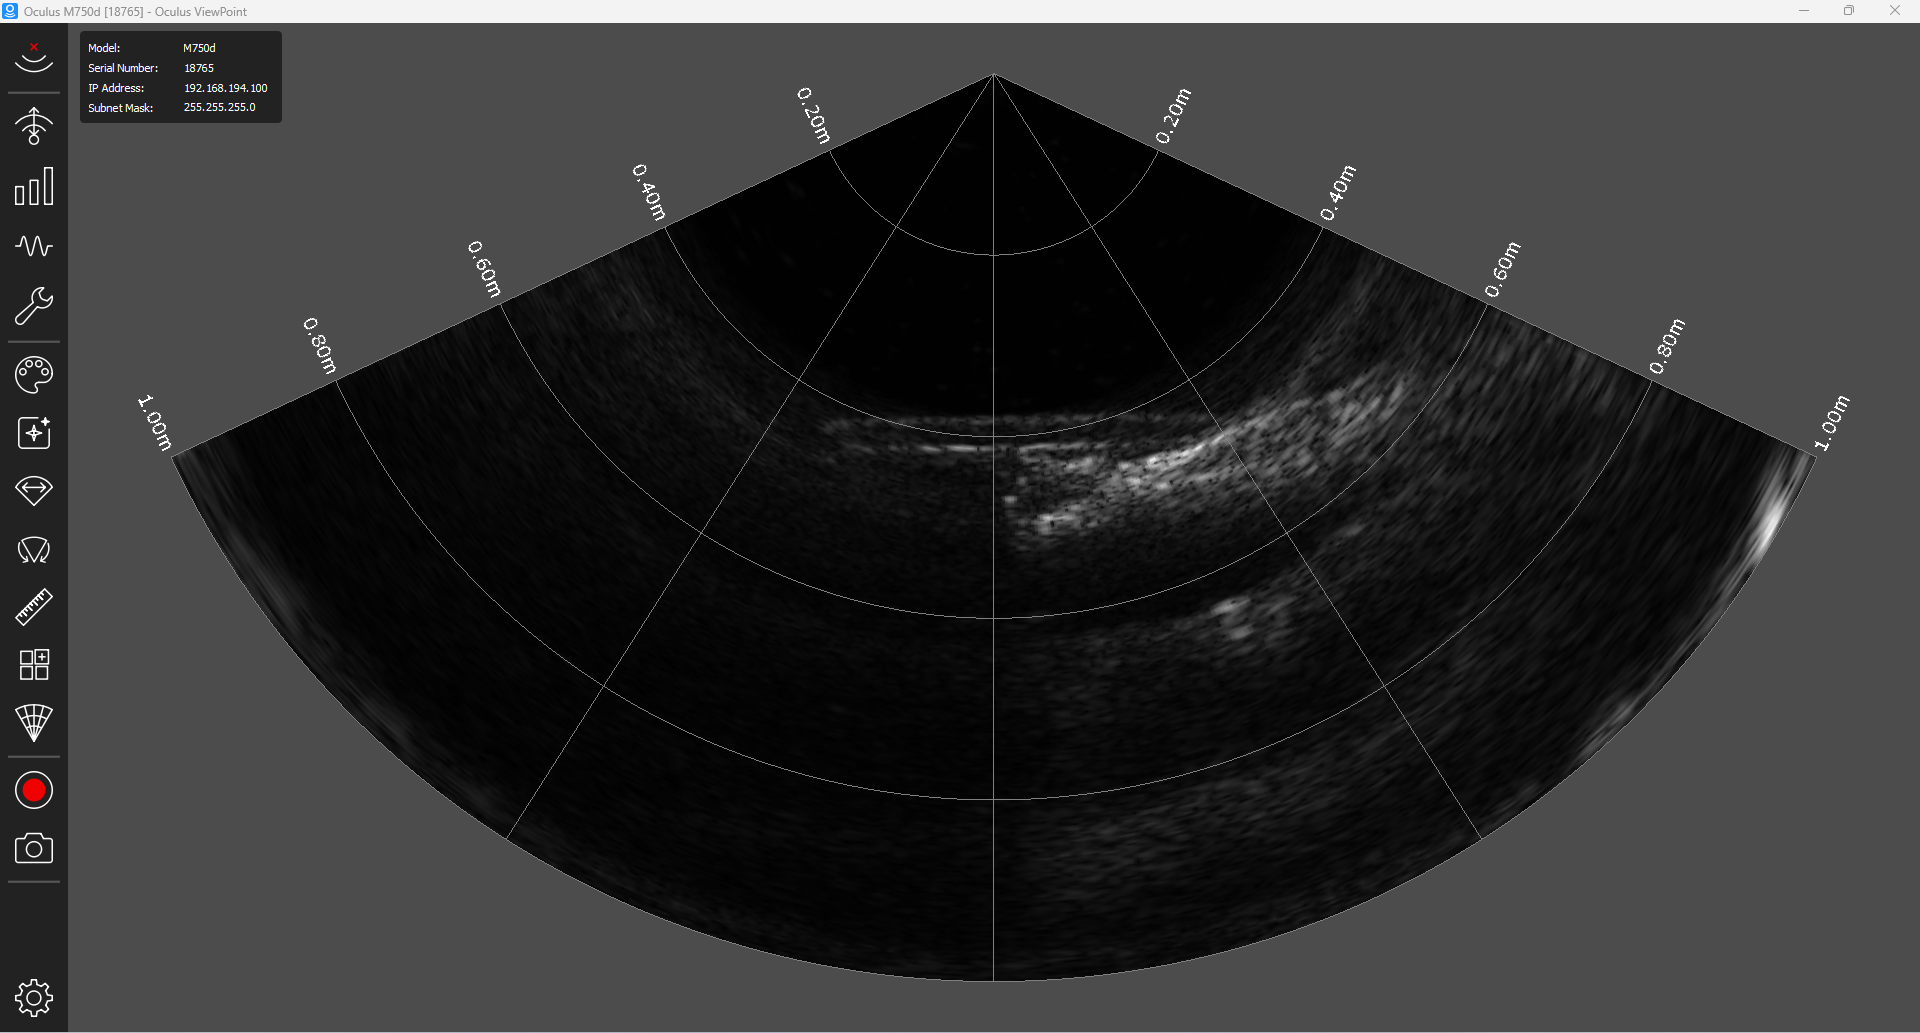 Oculus M750d [18765] - Oculus ViewPoint
Model: M750d
Serial Number: 18765
IP Address: 192.168.194.100
Subnet Mask: 255.255.255.0
0.20m 0.20m
0.40m 0.40m
0.60m 0.60m
0.80m 0.80m
1.00m 1.00m